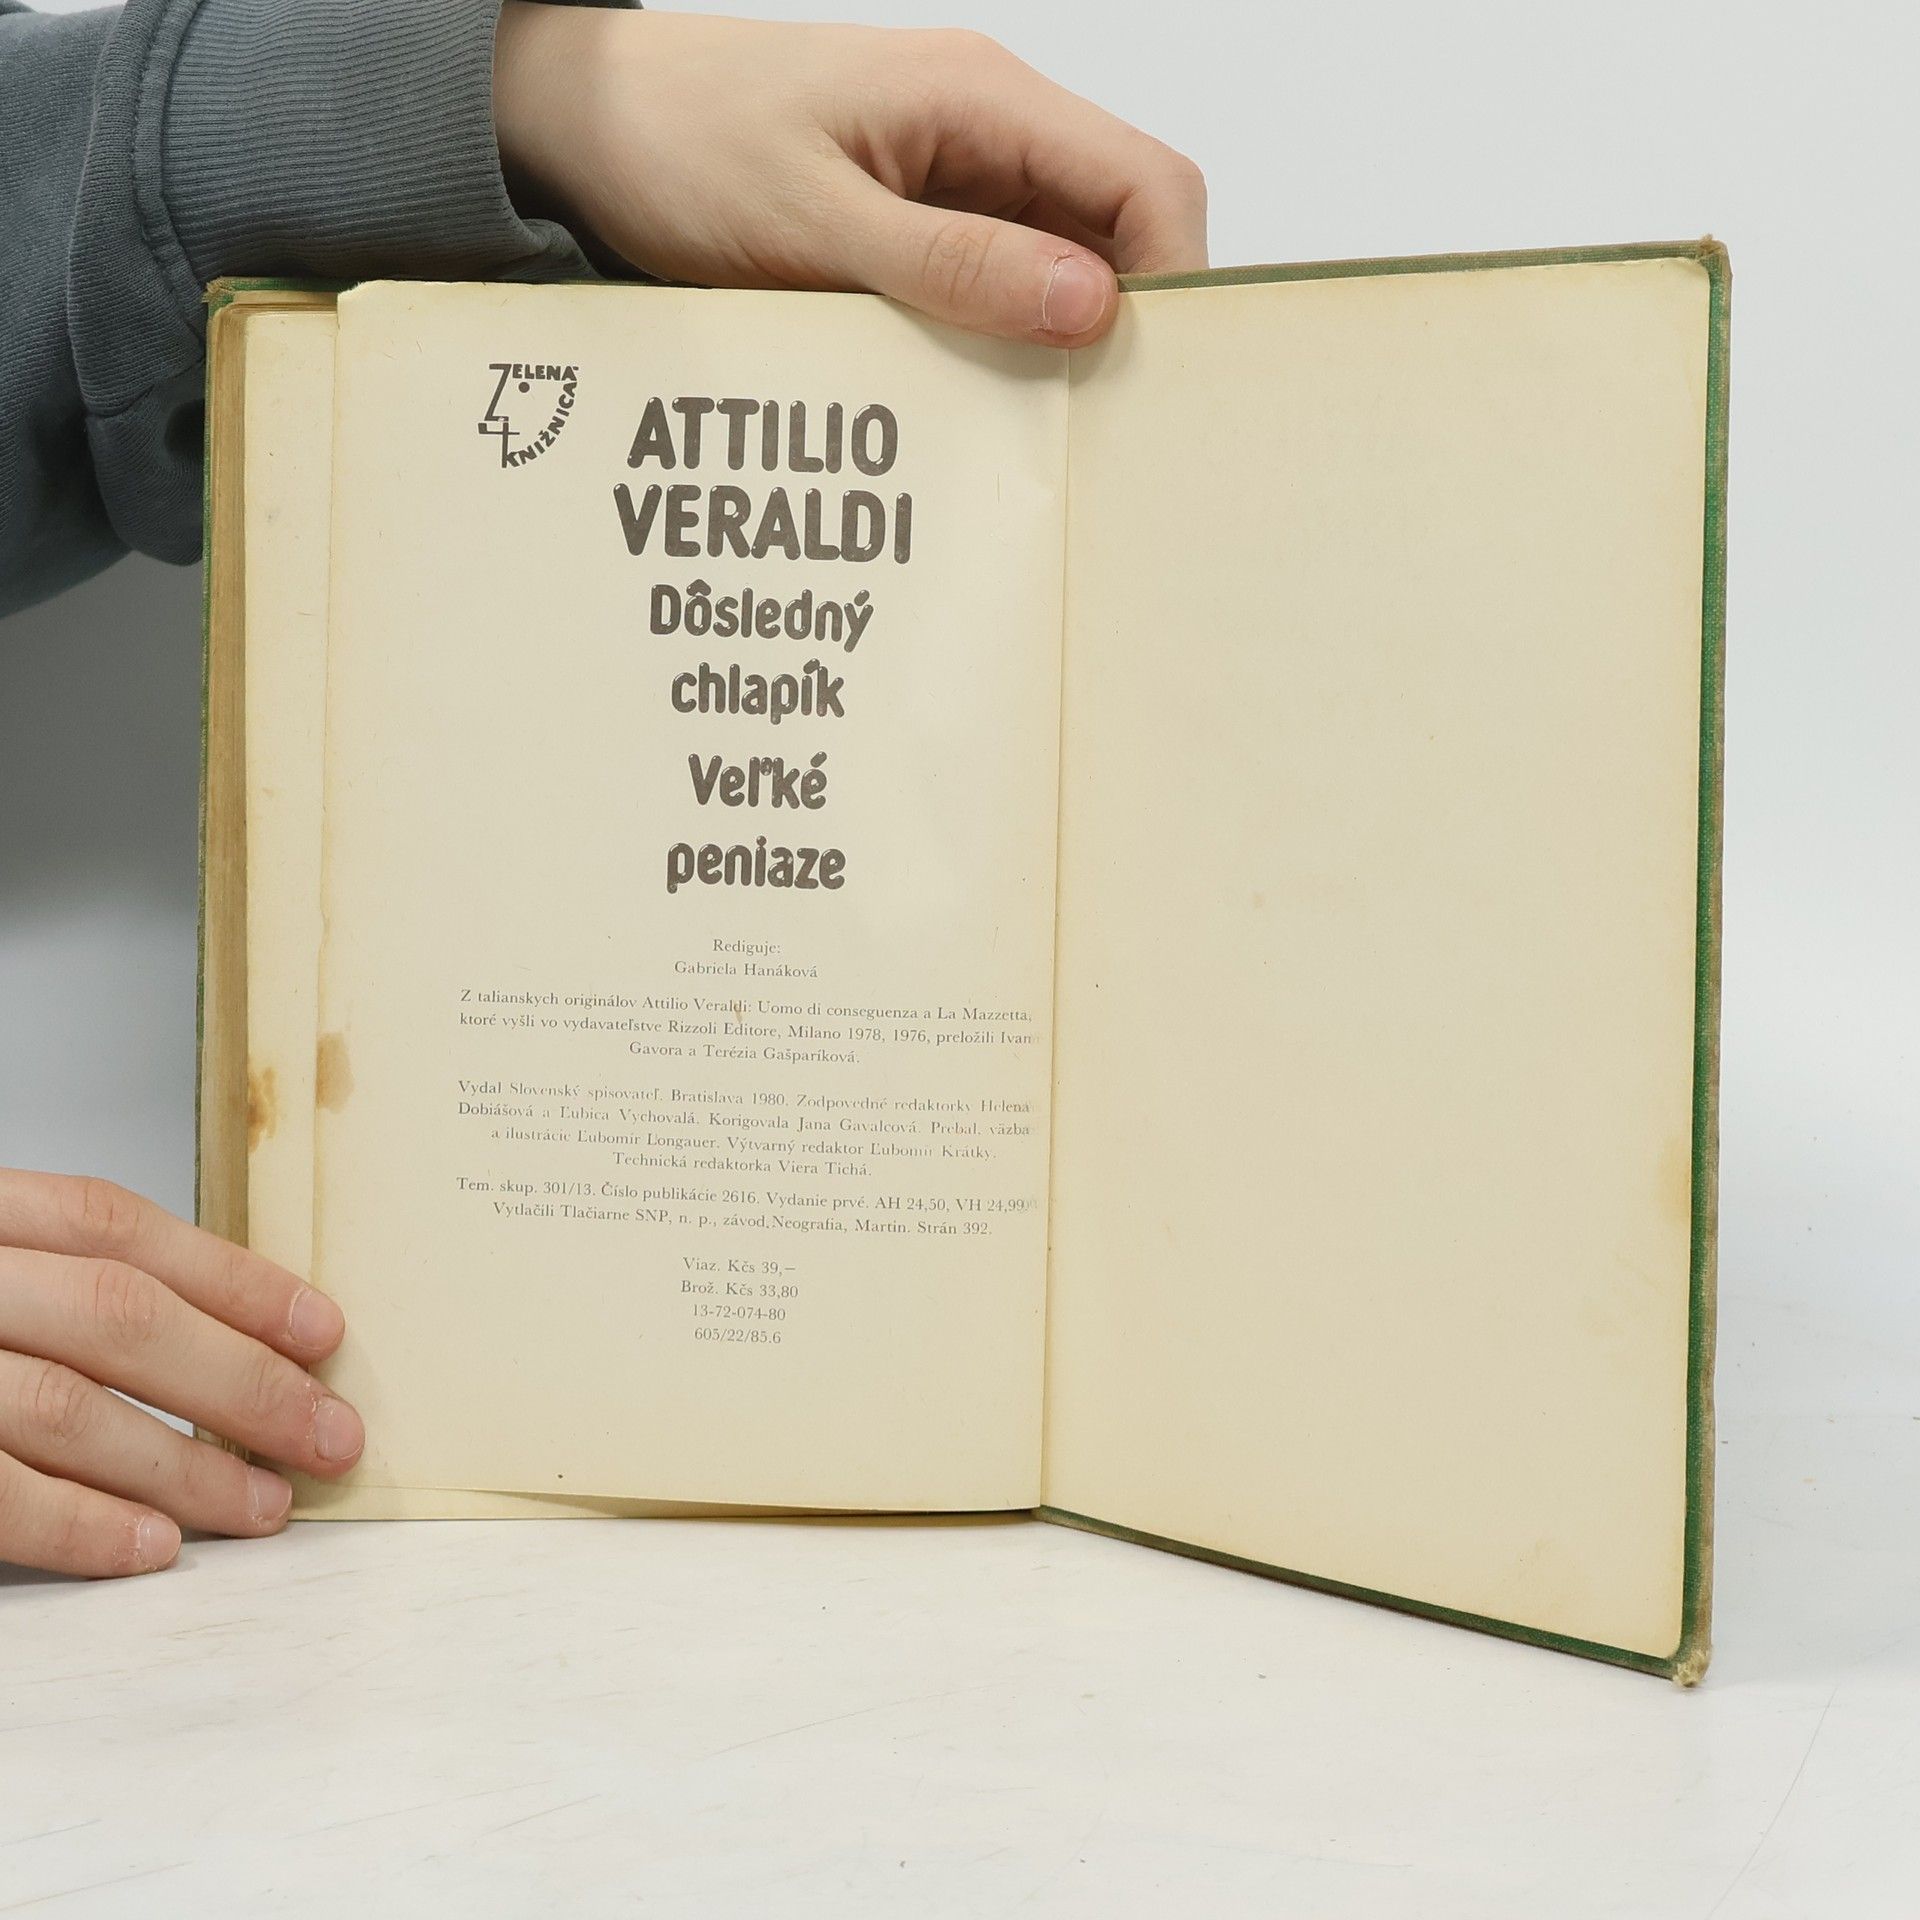 ZELENÁ
KNIŽNICA
ATTILIO
VERALDI
Dôsledný
chlapík
Veľké
peniaze
Rediguje:
Gabriela Hanáková
Z talianskych originálov Attilio Veraldi: Uomo di conseguenza a La Mazzetta,
ktoré vyšli vo vydavateľstve Rizzoli Editore, Milano 1978, 1976, preložili Ivan
Gavora a Terézia Gašparíková.
Vydal Slovenský spisovateľ. Bratislava 1980. Zodpovedné redaktorky Helena
Dobiášová a Ľubica Vychovalá. Korigovala Jana Gavalcová. Prebal, väzba
a ilustrácie Ľubomír Longauer. Výtvarný redaktor Ľubomír Krátky.
Technická redaktorka Viera Tichá.
Tem. skup. 301/13. Číslo publikácie 2616. Vydanie prvé. AH 24,50, VH 24,99
Vytlačili Tlačiarne SNP, n. p., závod Neografia, Martin. Strán 392.
Viaz. Kčs 39,—
Brož. Kčs 33,80
13-72-074-80
605/22/85.6